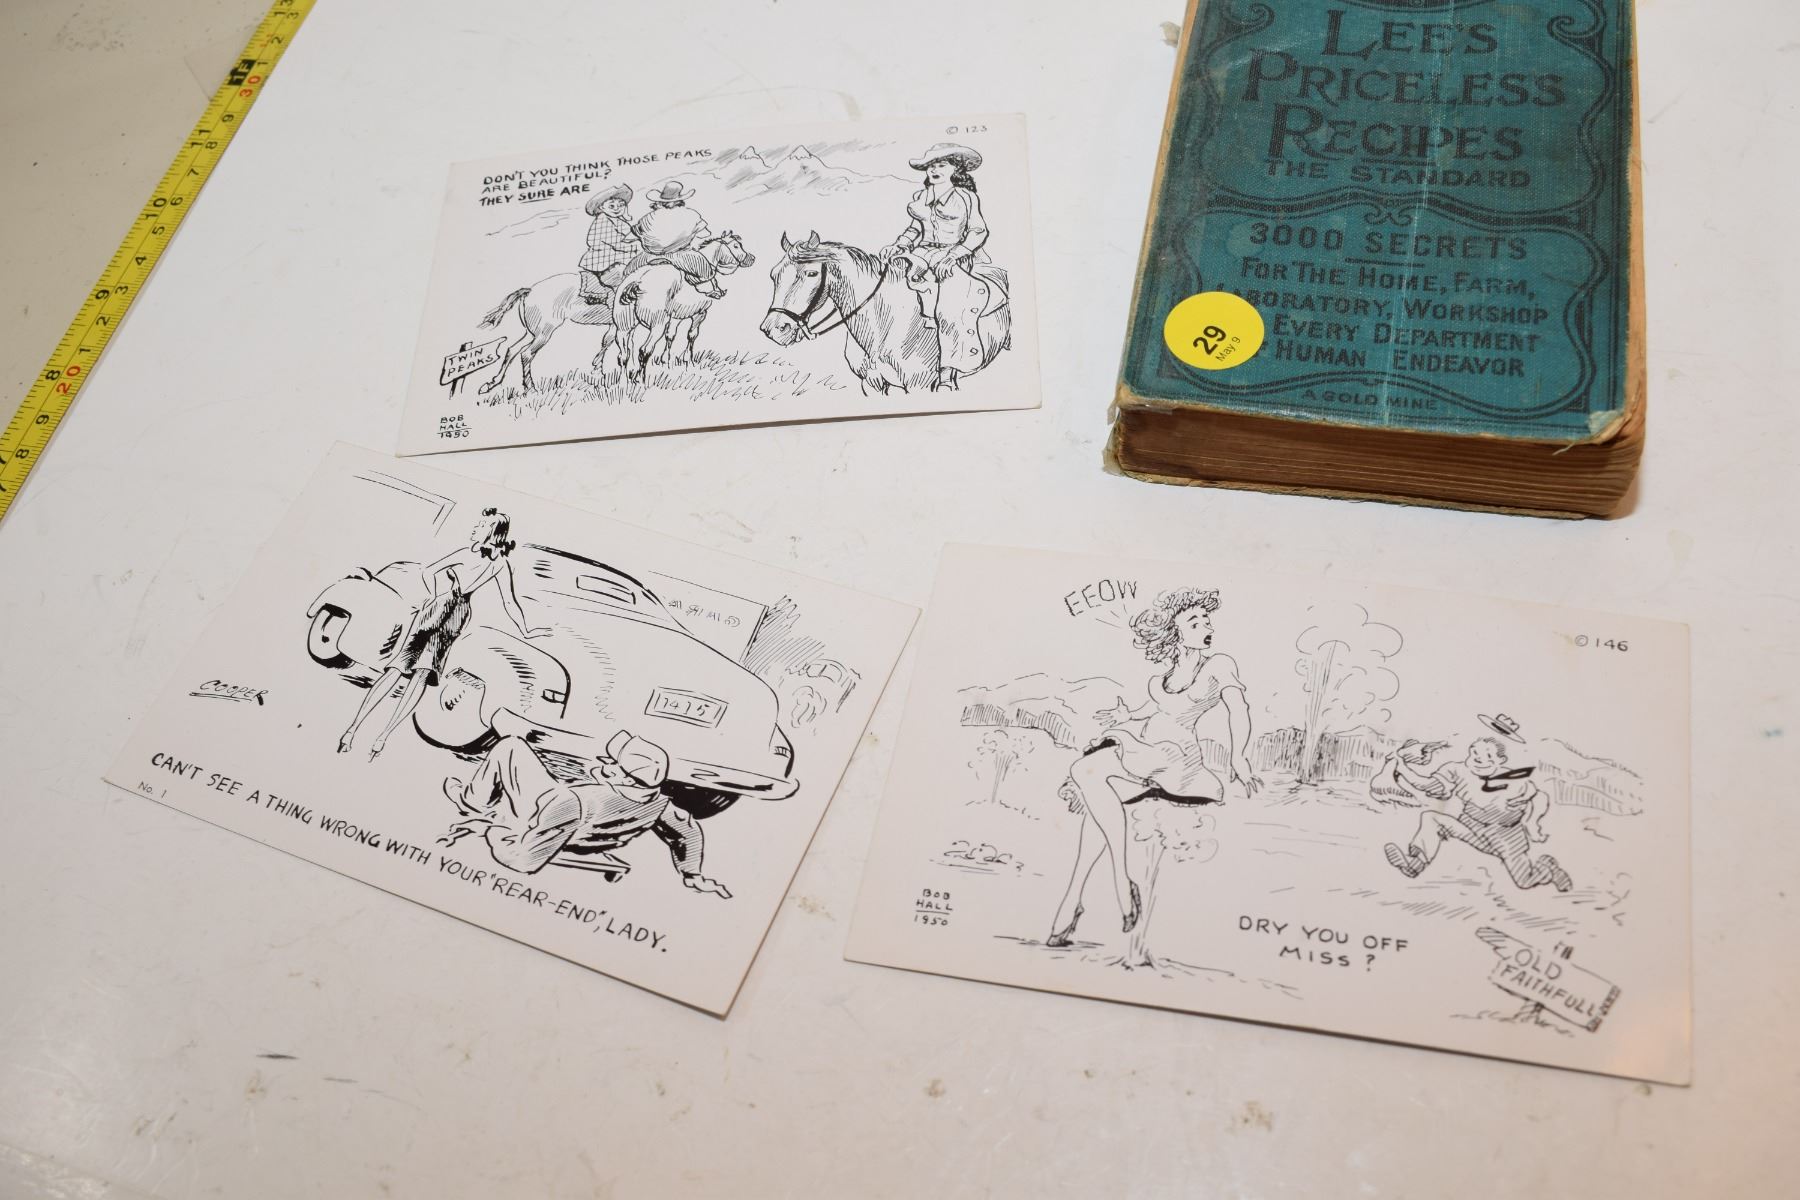 © 123
DON'T YOU THINK THOSE PEAKS
ARE BEAUTIFUL?
THEY SURE ARE
TWIN
PEAKS
BOB
HALL
1950
LEE'S
PRICELESS
RECIPES
THE STANDARD
3000 SECRETS
FOR THE HOME, FARM,
LABORATORY, WORKSHOP
EVERY DEPARTMENT
OF HUMAN ENDEAVOR
A GOLD MINE
29
May 9
COOPER
1415
CAN'T SEE A THING WRONG WITH YOUR "REAR-END", LADY.
No. 1
EEOW
© 146
BOB
HALL
1950
DRY YOU OFF
MISS?
OLD
FAITHFULL